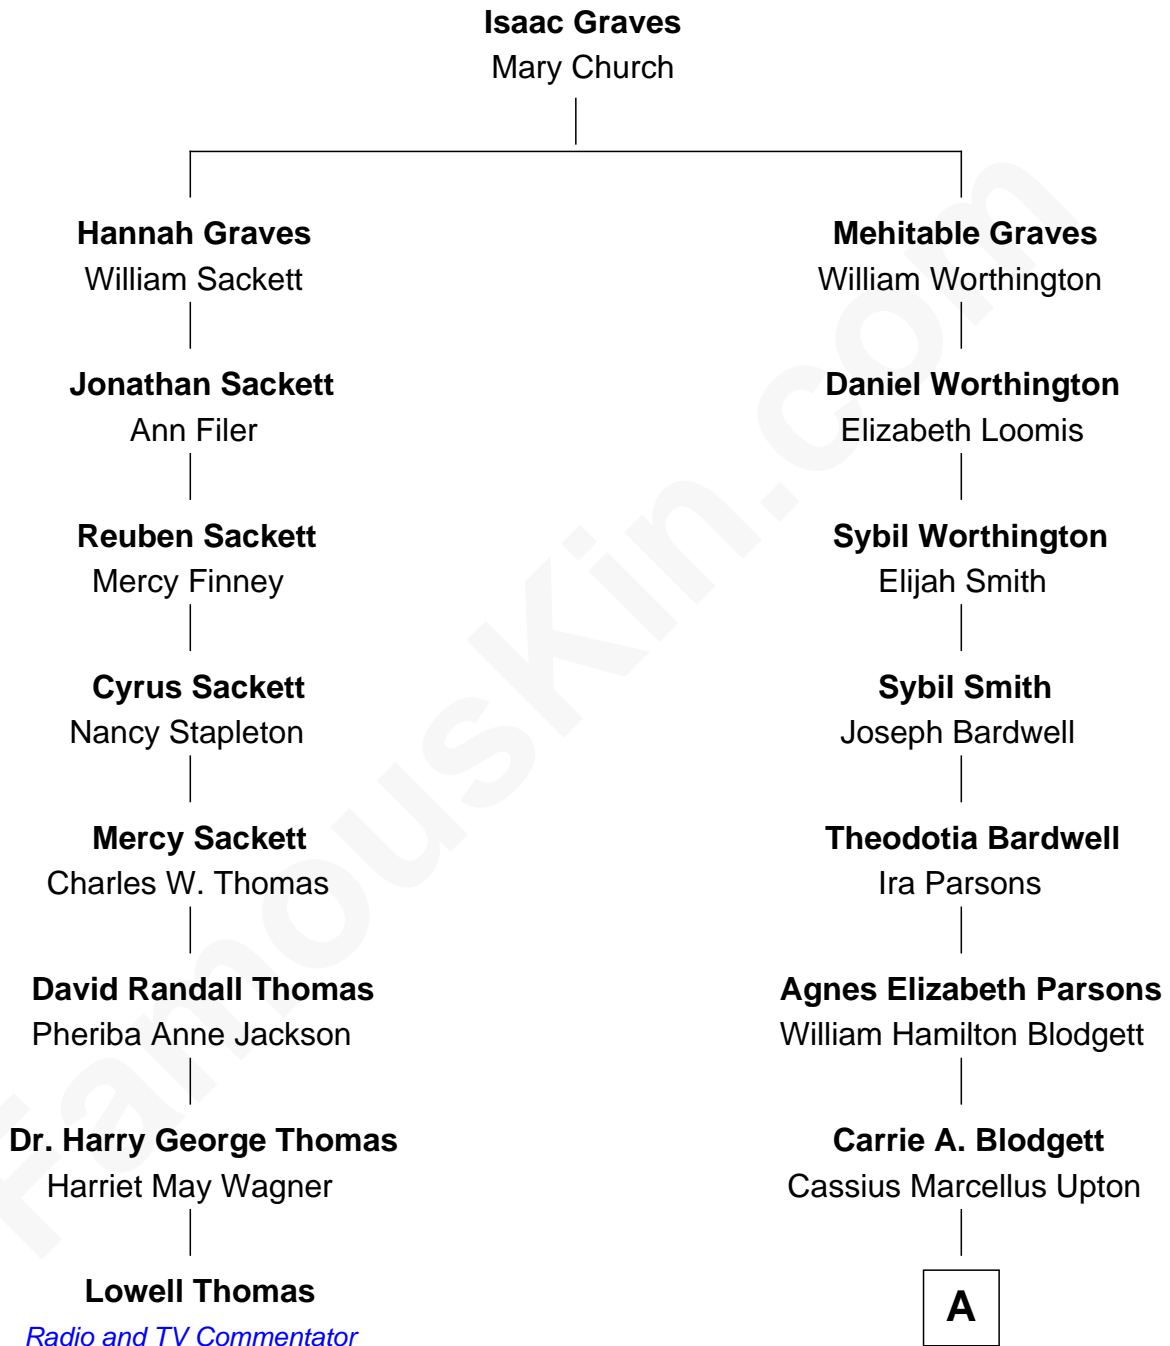 Isaac Graves
Mary Church
Hannah Graves
William Sackett
Mehitable Graves
William Worthington
Jonathan Sackett
Ann Filer
Daniel Worthington
Elizabeth Loomis
Reuben Sackett
Mercy Finney
Sybil Worthington
Elijah Smith
Cyrus Sackett
Nancy Stapleton
Sybil Smith
Joseph Bardwell
Mercy Sackett
Charles W. Thomas
Theodotia Bardwell
Ira Parsons
David Randall Thomas
Pheriba Anne Jackson
Agnes Elizabeth Parsons
William Hamilton Blodgett
Dr. Harry George Thomas
Harriet May Wagner
Carrie A. Blodgett
Cassius Marcellus Upton
Lowell Thomas
Radio and TV Commentator
A
FamousKin.com